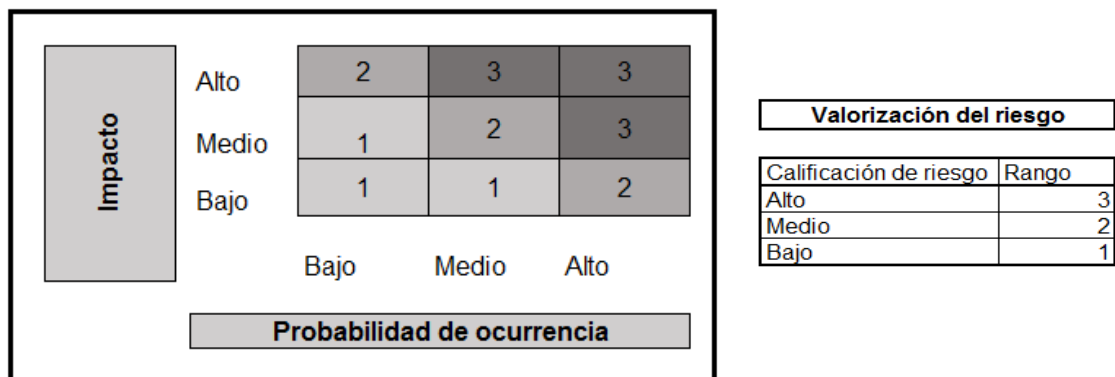 Impacto
Alto 2 3 3
Medio 1 2 3
Bajo 1 1 2
Bajo Medio Alto
Probabilidad de ocurrencia
Valorización del riesgo
Calificación de riesgo Rango
Alto 3
Medio 2
Bajo 1